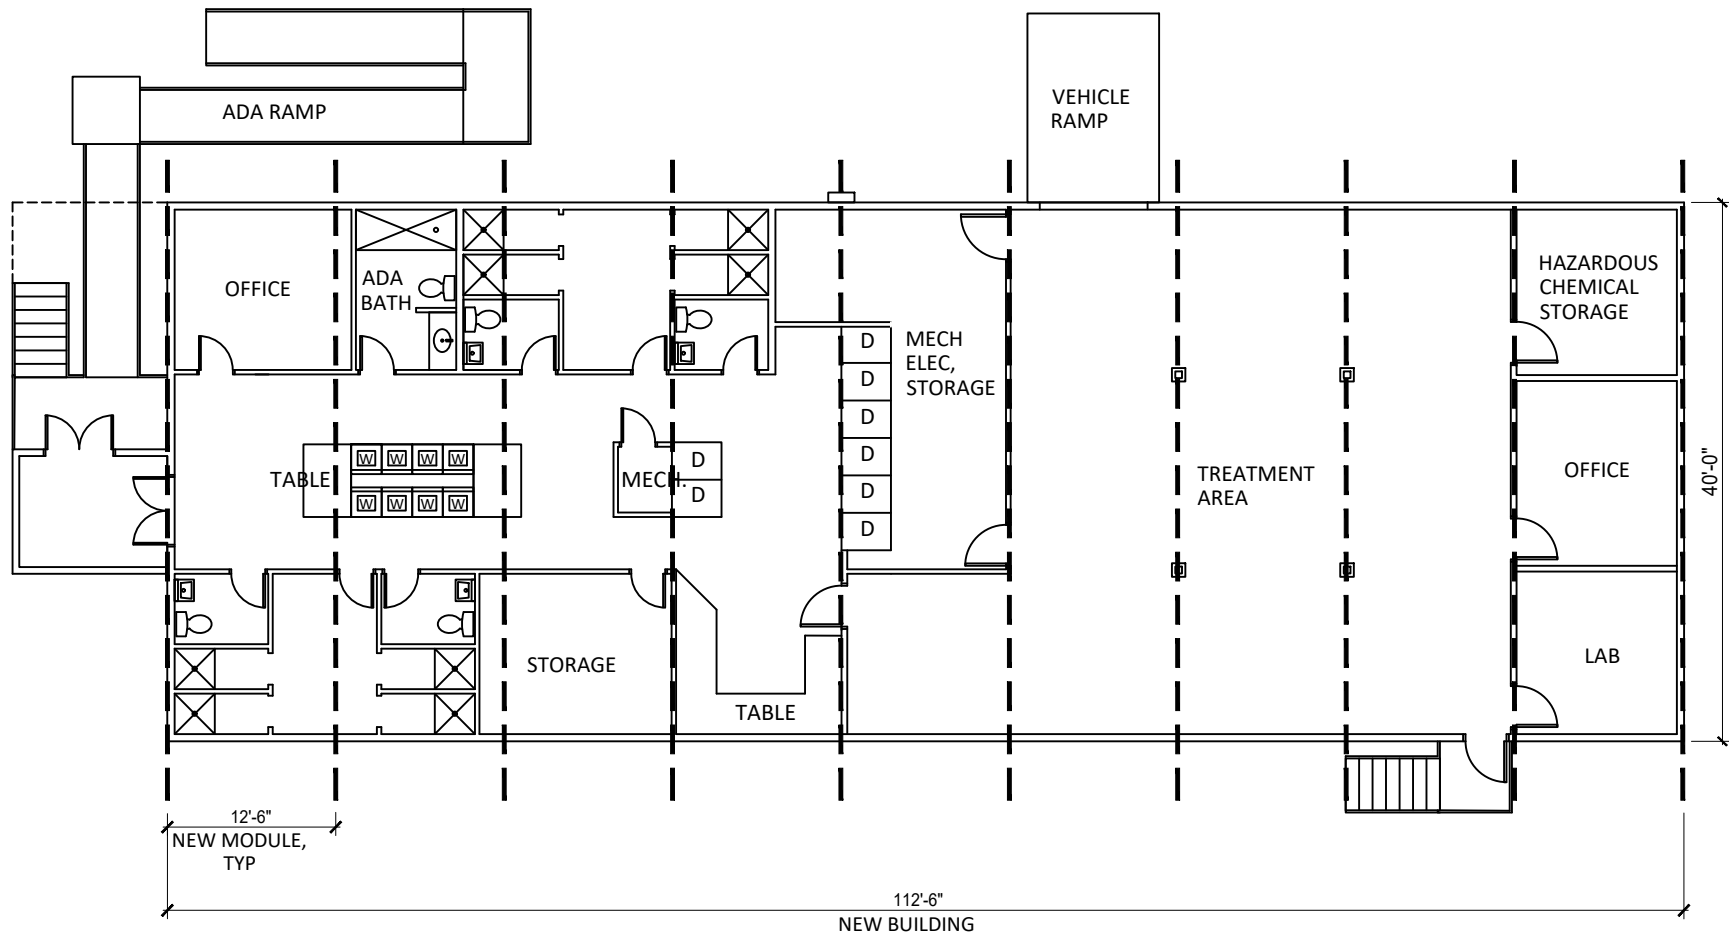 ADA RAMP
VEHICLE
RAMP
OFFICE
ADA
BATH
HAZARDOUS
CHEMICAL
STORAGE
MECH
ELEC,
STORAGE
D
D
D
D
D
D
TABLE
W W W W
W W W W
MECH.
D
D
TREATMENT
AREA
OFFICE
40'-0"
STORAGE
TABLE
LAB
12'-6"
NEW MODULE,
TYP
112'-6"
NEW BUILDING